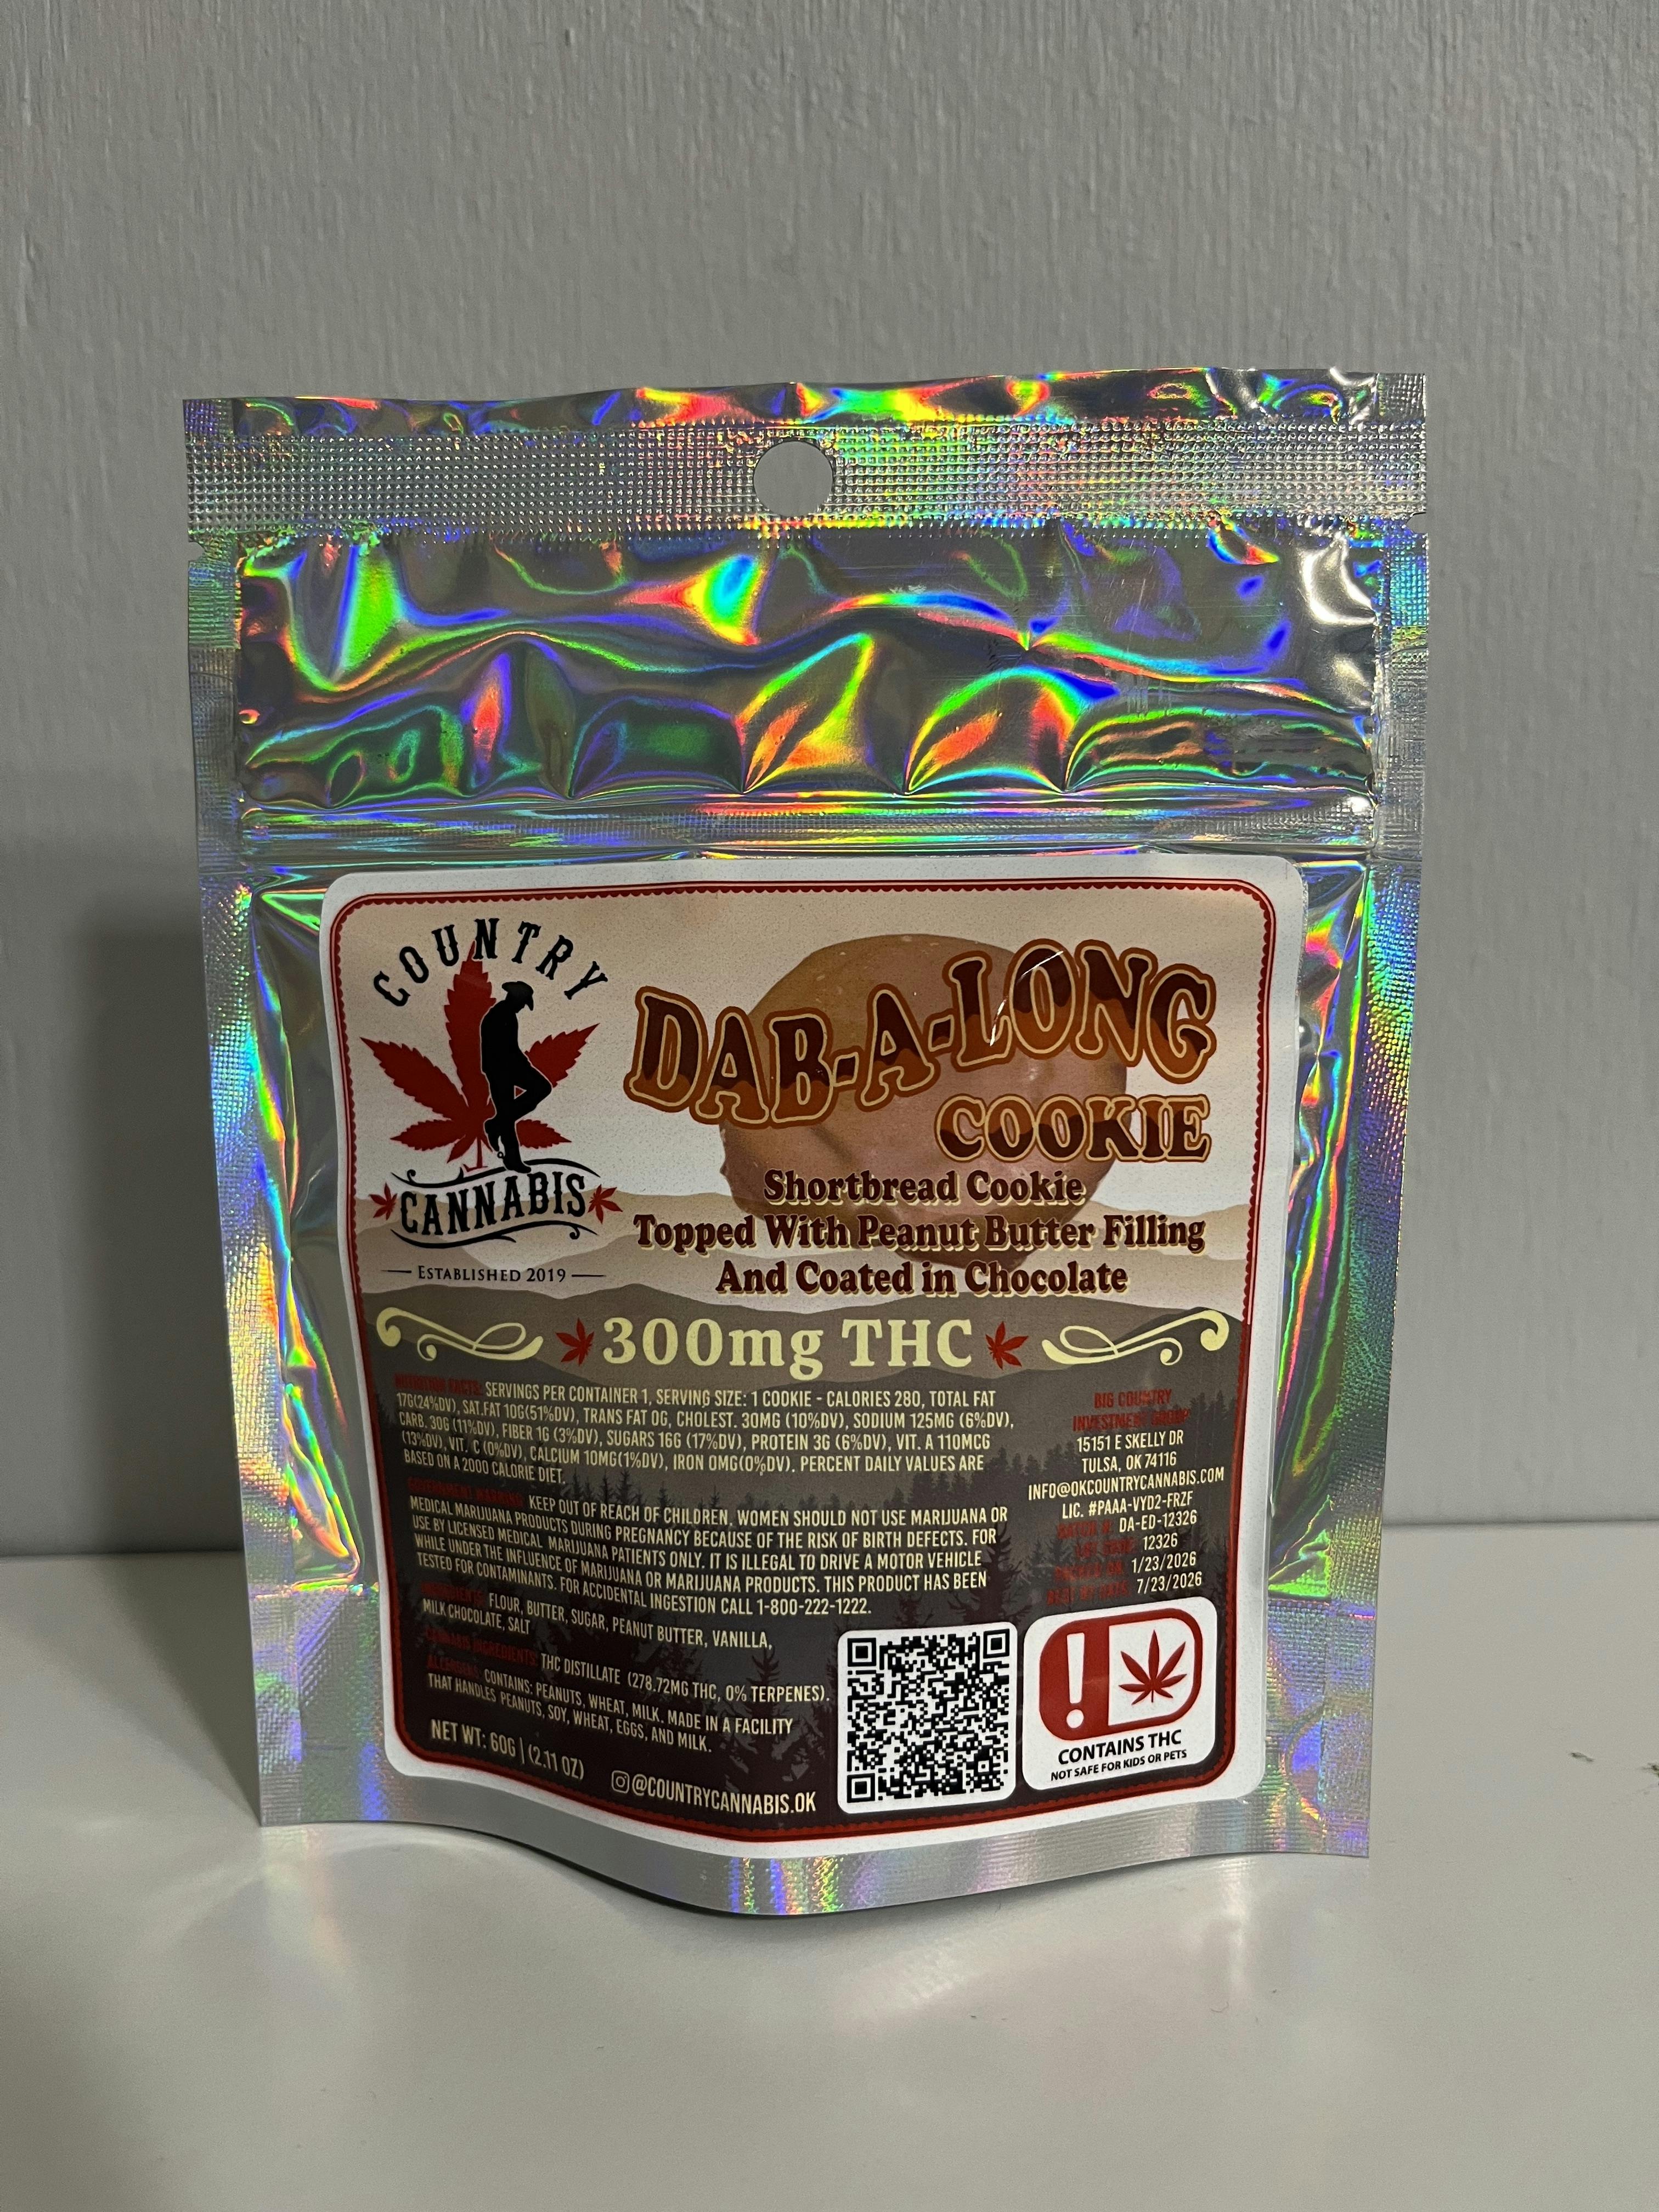 COUNTRY
CANNABIS
ESTABLISHED 2019
DAB-A-LONG
COOKIE
Shortbread Cookie
Topped With Peanut Butter Filling
And Coated in Chocolate
300mg THC
NUTRITION FACTS: SERVINGS PER CONTAINER 1, SERVING SIZE: 1 COOKIE - CALORIES 280, TOTAL FAT
17G(24%DV), SAT.FAT 10G(51%DV), TRANS FAT 0G, CHOLEST. 30MG (10%DV), SODIUM 125MG (6%DV),
CARB. 30G (11%DV), FIBER 1G (3%DV), SUGARS 16G (17%DV), PROTEIN 3G (6%DV), VIT. A 110MCG
(13%DV), VIT. C (0%DV), CALCIUM 10MG(1%DV), IRON 0MG(0%DV). PERCENT DAILY VALUES ARE
BASED ON A 2000 CALORIE DIET.
GOVERNMENT WARNING: KEEP OUT OF REACH OF CHILDREN, WOMEN SHOULD NOT USE MARIJUANA OR
MEDICAL MARIJUANA PRODUCTS DURING PREGNANCY BECAUSE OF THE RISK OF BIRTH DEFECTS. FOR
USE BY LICENSED MEDICAL MARIJUANA PATIENTS ONLY. IT IS ILLEGAL TO DRIVE A MOTOR VEHICLE
WHILE UNDER THE INFLUENCE OF MARIJUANA OR MARIJUANA PRODUCTS. THIS PRODUCT HAS BEEN
TESTED FOR CONTAMINANTS. FOR ACCIDENTAL INGESTION CALL 1-800-222-1222.
INGREDIENTS: FLOUR, BUTTER, SUGAR, PEANUT BUTTER, VANILLA,
MILK CHOCOLATE, SALT
CANNABIS INGREDIENTS: THC DISTILLATE (278.72MG THC, 0% TERPENES).
ALLERGENS: CONTAINS: PEANUTS, WHEAT, MILK. MADE IN A FACILITY
THAT HANDLES PEANUTS, SOY, WHEAT, EGGS, AND MILK.
NET WT: 60G | (2.11 OZ)
@COUNTRYCANNABIS.OK
BIG COUNTRY
INVESTMENT GROUP
15151 E SKELLY DR
TULSA, OK 74116
INFO@OKCOUNTRYCANNABIS.COM
LIC. #PAAA-VYD2-FRZF
BATCH #: DA-ED-12326
12326
1/23/2026
7/23/2026
!
CONTAINS THC
NOT SAFE FOR KIDS OR PETS